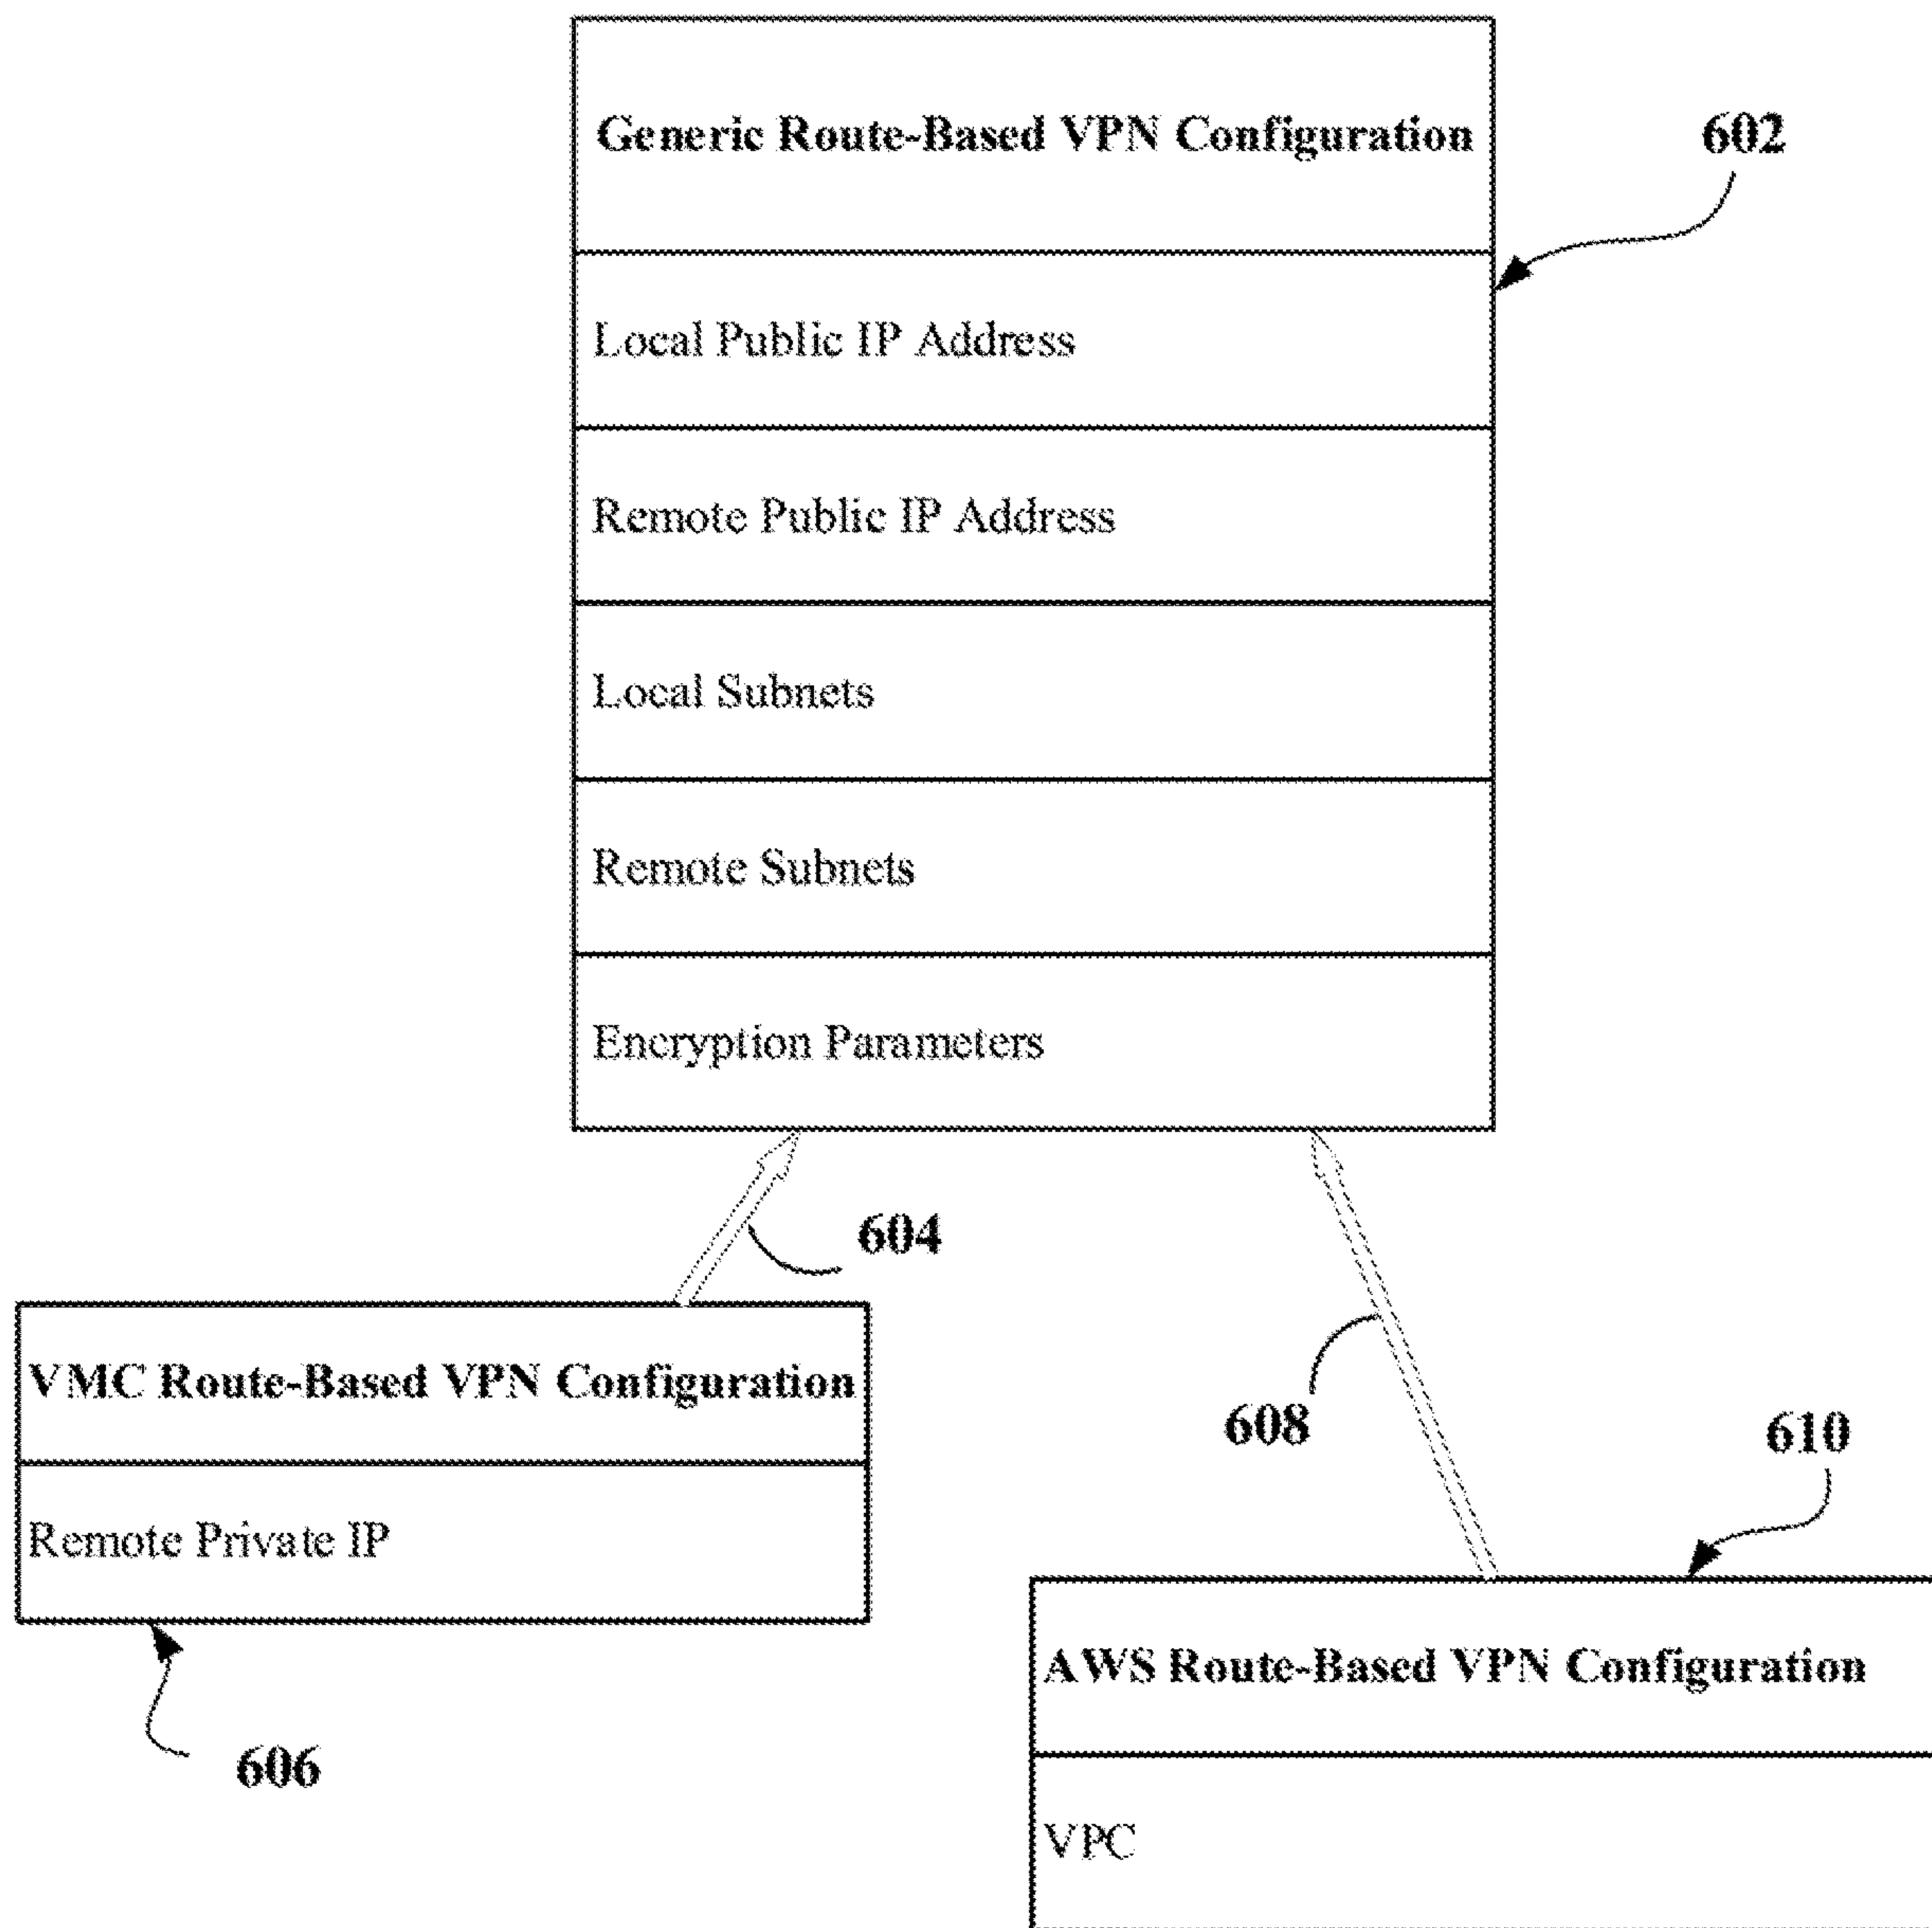 Generic Route-Based VPN Configuration
602
Local Public IP Address
Remote Public IP Address
Local Subnets
Remote Subnets
Encryption Parameters
604
VMC Route-Based VPN Configuration
608
610
Remote Private IP
AWS Route-Based VPN Configuration
606
VPC